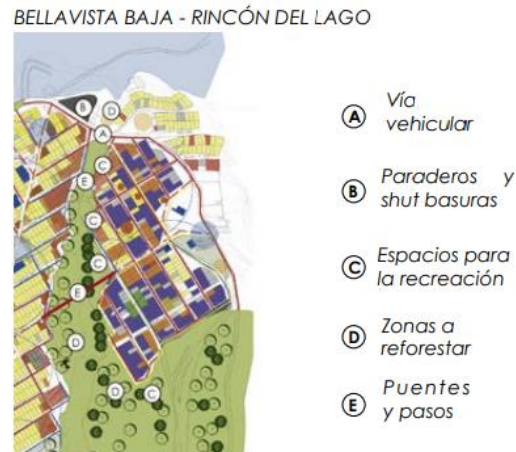 BELLAVISTA BAJA - RINCÓN DEL LAGO
B
D
A
C
E
C
C
E
D
D
C
A Vía
vehicular
B Paraderos y
shut basuras
C Espacios para
la recreación
D Zonas a
reforestar
E Puentes
y pasos